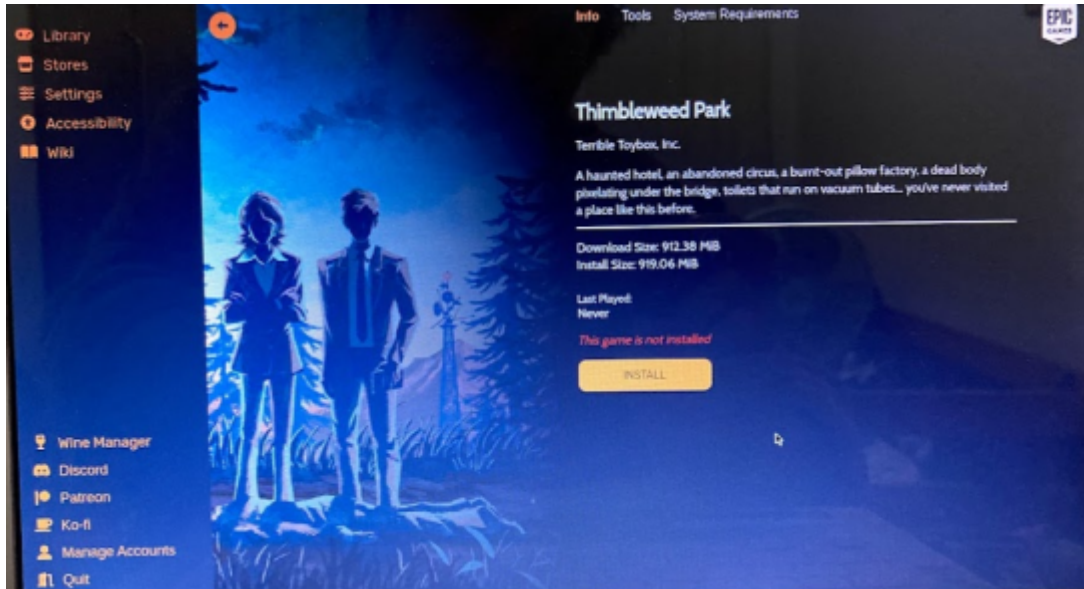 Library
Stores
Settings
Accessibility
Wiki
Wine Manager
Discord
Patreon
Ko-fi
Manage Accounts
Quit
Info Tools System Requirements
EPIC
GAMES
Thimbleweed Park
Terrible Toybox, Inc.
A haunted hotel, an abandoned circus, a burnt-out pillow factory, a dead body
pixelating under the bridge, toilets that run on vacuum tubes... you've never visited
a place like this before.
Download Size: 912.38 MiB
Install Size: 919.06 MiB
Last Played:
Never
This game is not installed
INSTALL